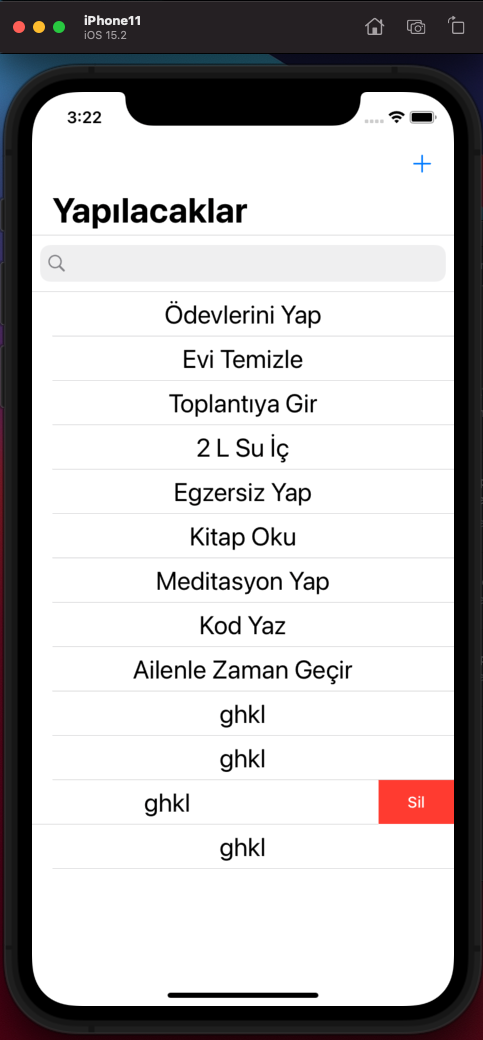 iPhone11
iOS 15.2
3:22
Yapılacaklar
Ödevlerini Yap
Evi Temizle
Toplantıya Gir
2 L Su İç
Egzersiz Yap
Kitap Oku
Meditasyon Yap
Kod Yaz
Ailenle Zaman Geçir
ghkl
ghkl
ghkl Sil
ghkl